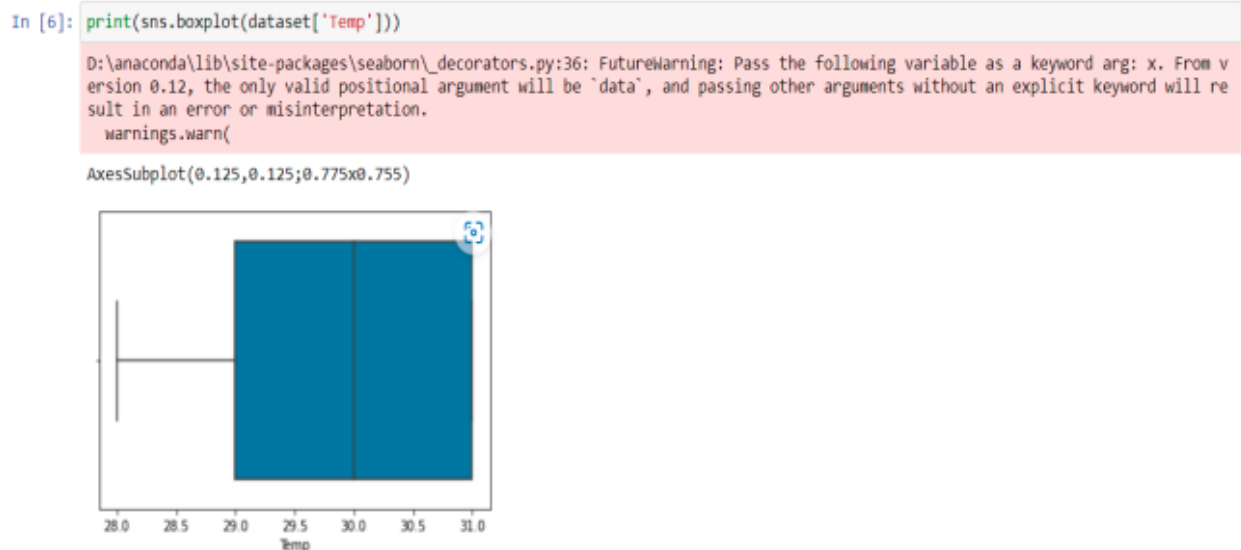 In [6]: print(sns.boxplot(dataset['Temp']))
D:\anaconda\lib\site-packages\seaborn\_decorators.py:36: FutureWarning: Pass the following variable as a keyword arg: x. From v
ersion 0.12, the only valid positional argument will be `data`, and passing other arguments without an explicit keyword will re
sult in an error or misinterpretation.
  warnings.warn(
AxesSubplot(0.125,0.125;0.775x0.755)
28.0 28.5 29.0 29.5 30.0 30.5 31.0
Temp